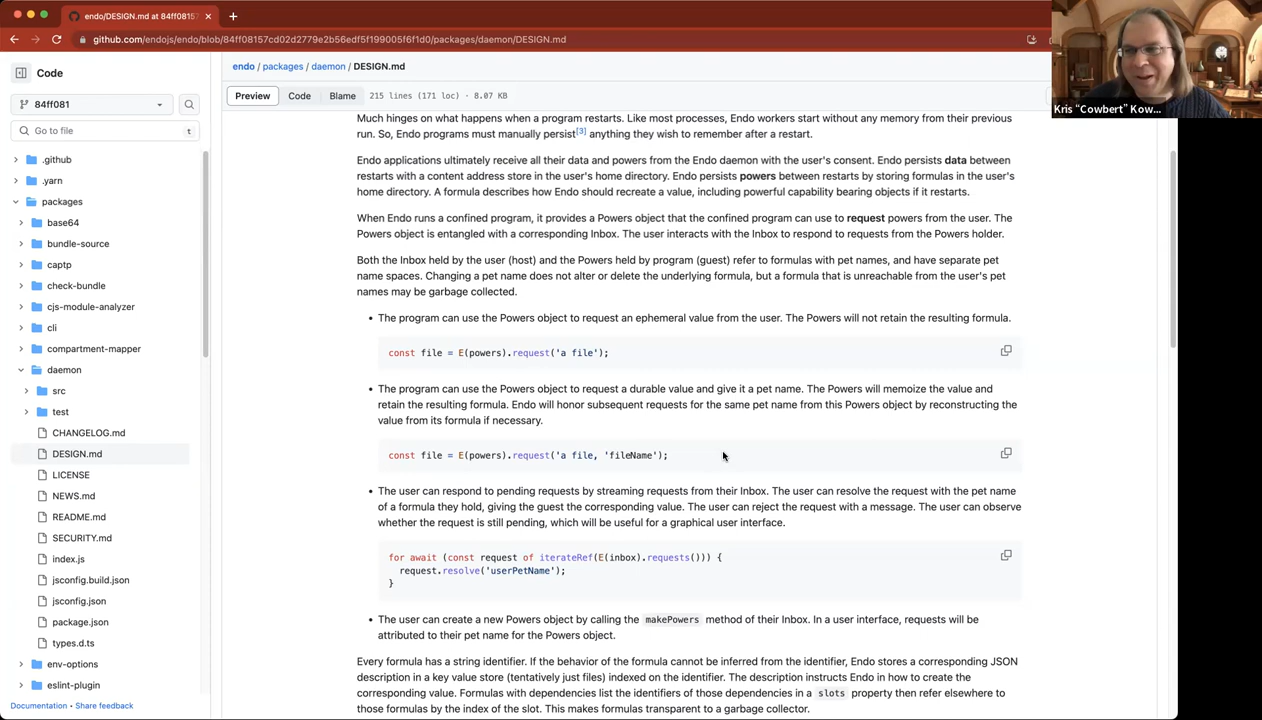 endo/DESIGN.md at 84ff08157
github.com/endojs/endo/blob/84ff08157cd02d2779e2b56edf5f199005f6f1d0/packages/daemon/DESIGN.md
Kris “Cowbert” Kow...
Code
84ff081
Go to file
t
.github
.yarn
packages
base64
bundle-source
captp
check-bundle
cjs-module-analyzer
cli
compartment-mapper
daemon
src
test
CHANGELOG.md
DESIGN.md
LICENSE
NEWS.md
README.md
SECURITY.md
index.js
jsconfig.build.json
jsconfig.json
package.json
types.d.ts
env-options
eslint-plugin
Documentation • Share feedback
endo / packages / daemon / DESIGN.md
Preview Code Blame 215 lines (171 loc) · 8.07 KB
Much hinges on what happens when a program restarts. Like most processes, Endo workers start without any memory from their previous
run. So, Endo programs must manually persist[3] anything they wish to remember after a restart.
Endo applications ultimately receive all their data and powers from the Endo daemon with the user's consent. Endo persists data between
restarts with a content address store in the user's home directory. Endo persists powers between restarts by storing formulas in the user's
home directory. A formula describes how Endo should recreate a value, including powerful capability bearing objects if it restarts.
When Endo runs a confined program, it provides a Powers object that the confined program can use to request powers from the user. The
Powers object is entangled with a corresponding Inbox. The user interacts with the Inbox to respond to requests from the Powers holder.
Both the Inbox held by the user (host) and the Powers held by program (guest) refer to formulas with pet names, and have separate pet
name spaces. Changing a pet name does not alter or delete the underlying formula, but a formula that is unreachable from the user's pet
names may be garbage collected.
• The program can use the Powers object to request an ephemeral value from the user. The Powers will not retain the resulting formula.
const file = E(powers).request('a file');
• The program can use the Powers object to request a durable value and give it a pet name. The Powers will memoize the value and
retain the resulting formula. Endo will honor subsequent requests for the same pet name from this Powers object by reconstructing the
value from its formula if necessary.
const file = E(powers).request('a file, 'fileName');
• The user can respond to pending requests by streaming requests from their Inbox. The user can resolve the request with the pet name
of a formula they hold, giving the guest the corresponding value. The user can reject the request with a message. The user can observe
whether the request is still pending, which will be useful for a graphical user interface.
for await (const request of iterateRef(E(inbox).requests())) {
request.resolve('userPetName');
}
• The user can create a new Powers object by calling the makePowers method of their Inbox. In a user interface, requests will be
attributed to their pet name for the Powers object.
Every formula has a string identifier. If the behavior of the formula cannot be inferred from the identifier, Endo stores a corresponding JSON
description in a key value store (tentatively just files) indexed on the identifier. The description instructs Endo in how to create the
corresponding value. Formulas with dependencies list the identifiers of those dependencies in a slots property then refer elsewhere to
those formulas by the index of the slot. This makes formulas transparent to a garbage collector.